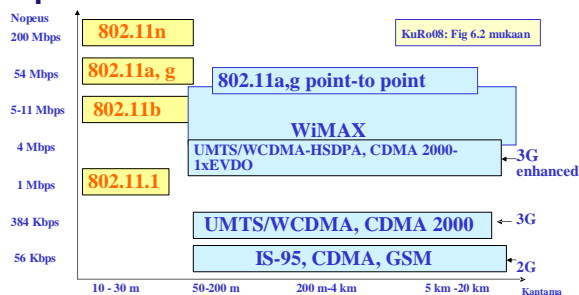 Nopeus
200 Mbps
802.11n
KuRo08: Fig 6.2 mukaan
54 Mbps
802.11a, g
802.11a,g point-to point
5-11 Mbps
802.11b
WiMAX
4 Mbps
UMTS/WCDMA-HSDPA, CDMA 2000-
1xEVDO
3G
enhanced
1 Mbps
802.11.1
384 Kbps
UMTS/WCDMA, CDMA 2000
3G
56 Kbps
IS-95, CDMA, GSM
2G
10 - 30 m
50-200 m
200 m-4 km
5 km -20 km
Kantama